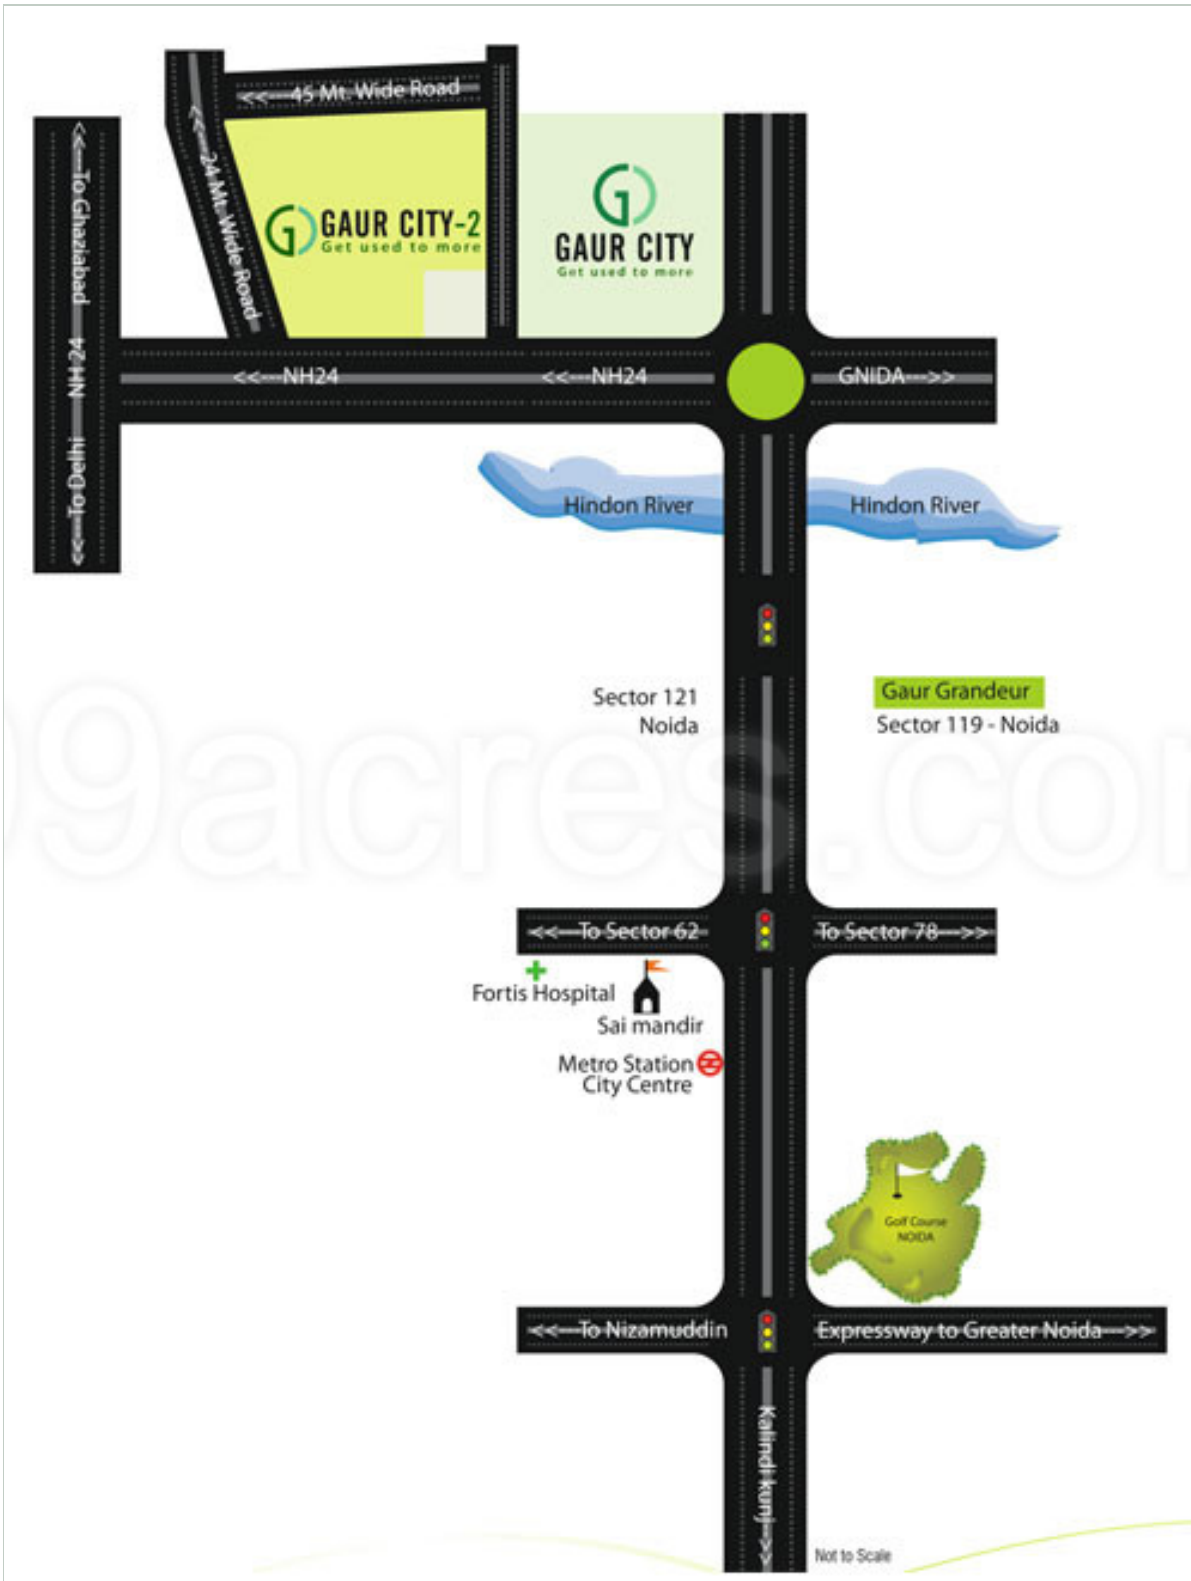 <<---45 Mt. Wide Road
<<---24 Mt. Wide Road
<<---To Ghaziabad
NH 24
<<---To Delhi
GAUR CITY-2
Get used to more
GAUR CITY
Get used to more
<<---NH24
<<---NH24
GNIDA--->>
Hindon River
Hindon River
Sector 121
Noida
Gaur Grandeur
Sector 119 - Noida
99acres.com
<<---To Sector 62
To Sector 78--->>
Fortis Hospital
Sai mandir
Metro Station
City Centre
Golf Course
NOIDA
<<---To Nizamuddin
Expressway to Greater Noida--->>
Kalindi kunj--->>
Not to Scale